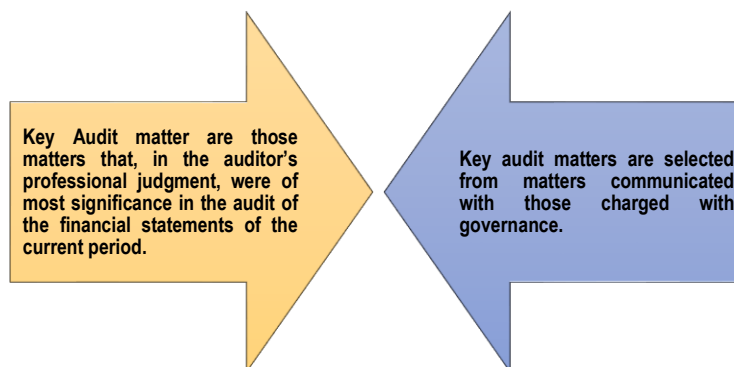 Key Audit matter are those
matters that, in the auditor's
professional judgment, were of
most significance in the audit of
the financial statements of the
current period.
Key audit matters are selected
from matters communicated
with those charged with
governance.